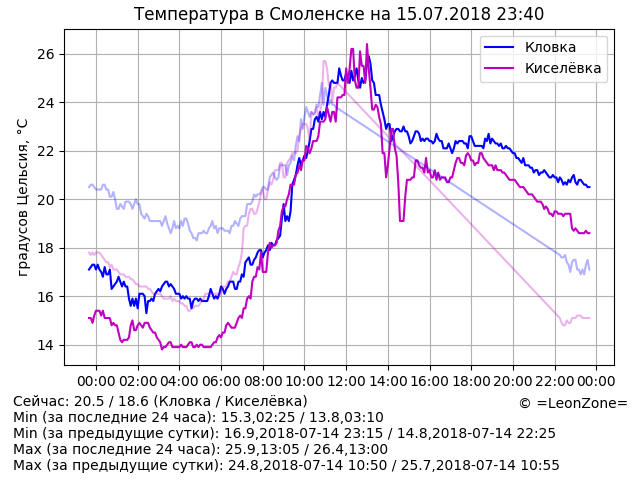 Температура в Смоленске на 15.07.2018 23:40
градусов Цельсия, °C
26
24
22
20
18
16
14
Кловка
Киселёвка
00:00 02:00 04:00 06:00 08:00 10:00 12:00 14:00 16:00 18:00 20:00 22:00 00:00
Сейчас: 20.5 / 18.6 (Кловка / Киселёвка)
© =LeonZone=
Min (за последние 24 часа): 15.3,02:25 / 13.8,03:10
Min (за предыдущие сутки): 16.9,2018-07-14 23:15 / 14.8,2018-07-14 22:25
Max (за последние 24 часа): 25.9,13:05 / 26.4,13:00
Max (за предыдущие сутки): 24.8,2018-07-14 10:50 / 25.7,2018-07-14 10:55